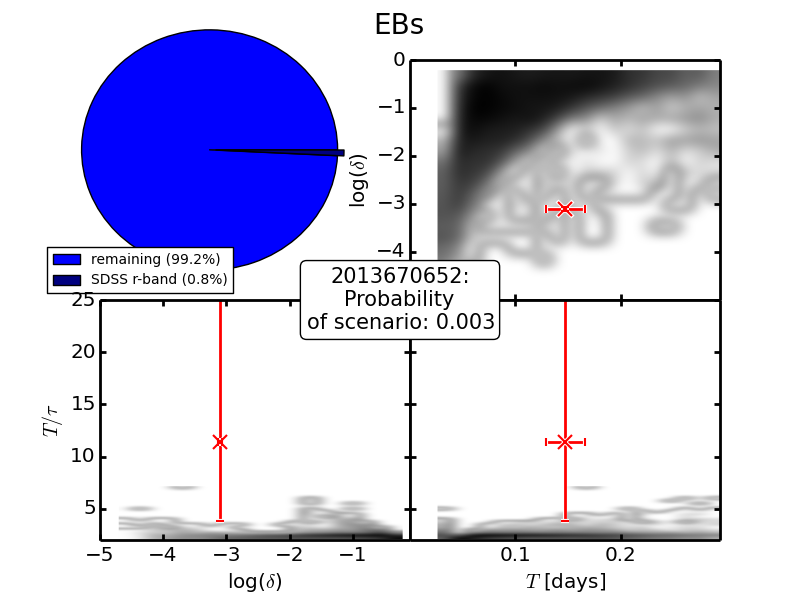 EBs
0
−1
−2
−3
−4
log(δ)
remaining (99.2%)
SDSS r-band (0.8%)
2013670652:
Probability
of scenario: 0.003
25
20
15
10
5
T/τ
−5 −4 −3 −2 −1
log(δ)
0.1 0.2
T [days]